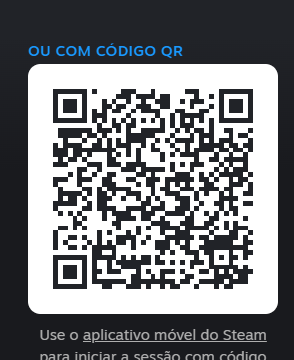 OU COM CÓDIGO QR
Use o aplicativo móvel do Steam
para iniciar a sessão com código